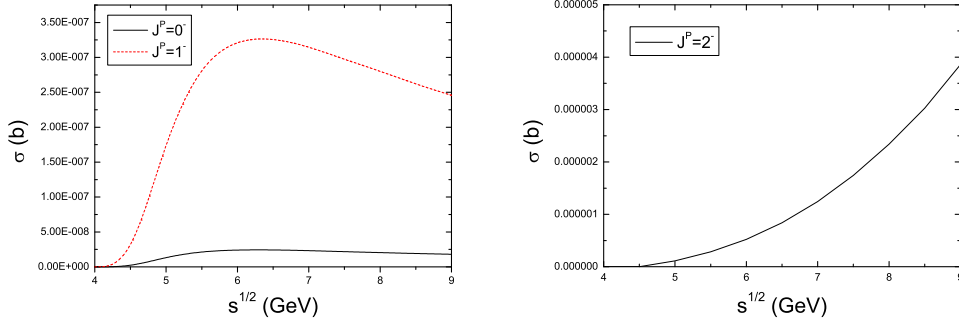 3.50E-007
3.00E-007
2.50E-007
2.00E-007
1.50E-007
1.00E-007
5.00E-008
0.00E+000
σ (b)
J^P=0^-
J^P=1^-
4 5 6 7 8 9
s^{1/2} (GeV)
0.000005
0.000004
0.000003
0.000002
0.000001
0.000000
σ (b)
J^P=2^-
4 5 6 7 8 9
s^{1/2} (GeV)